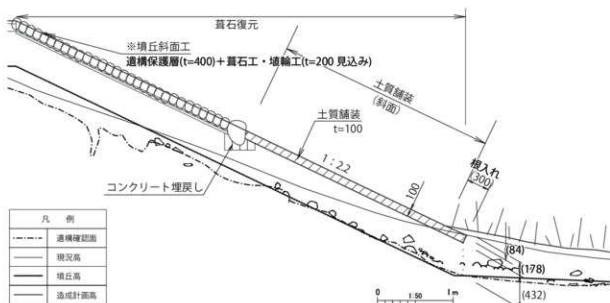 葺石復元
※墳丘斜面工
遺構保護層(t=400)＋葺石工・埴輪工(t=200 見込み)
土質舗装
(斜面)
土質舗装
t=100
1：2.2
根入れ
(300)
100
コンクリート埋戻し
(84)
(178)
(432)
凡 例
遺構確認面
現況高
墳丘高
造成計画高
0 1:50 1m